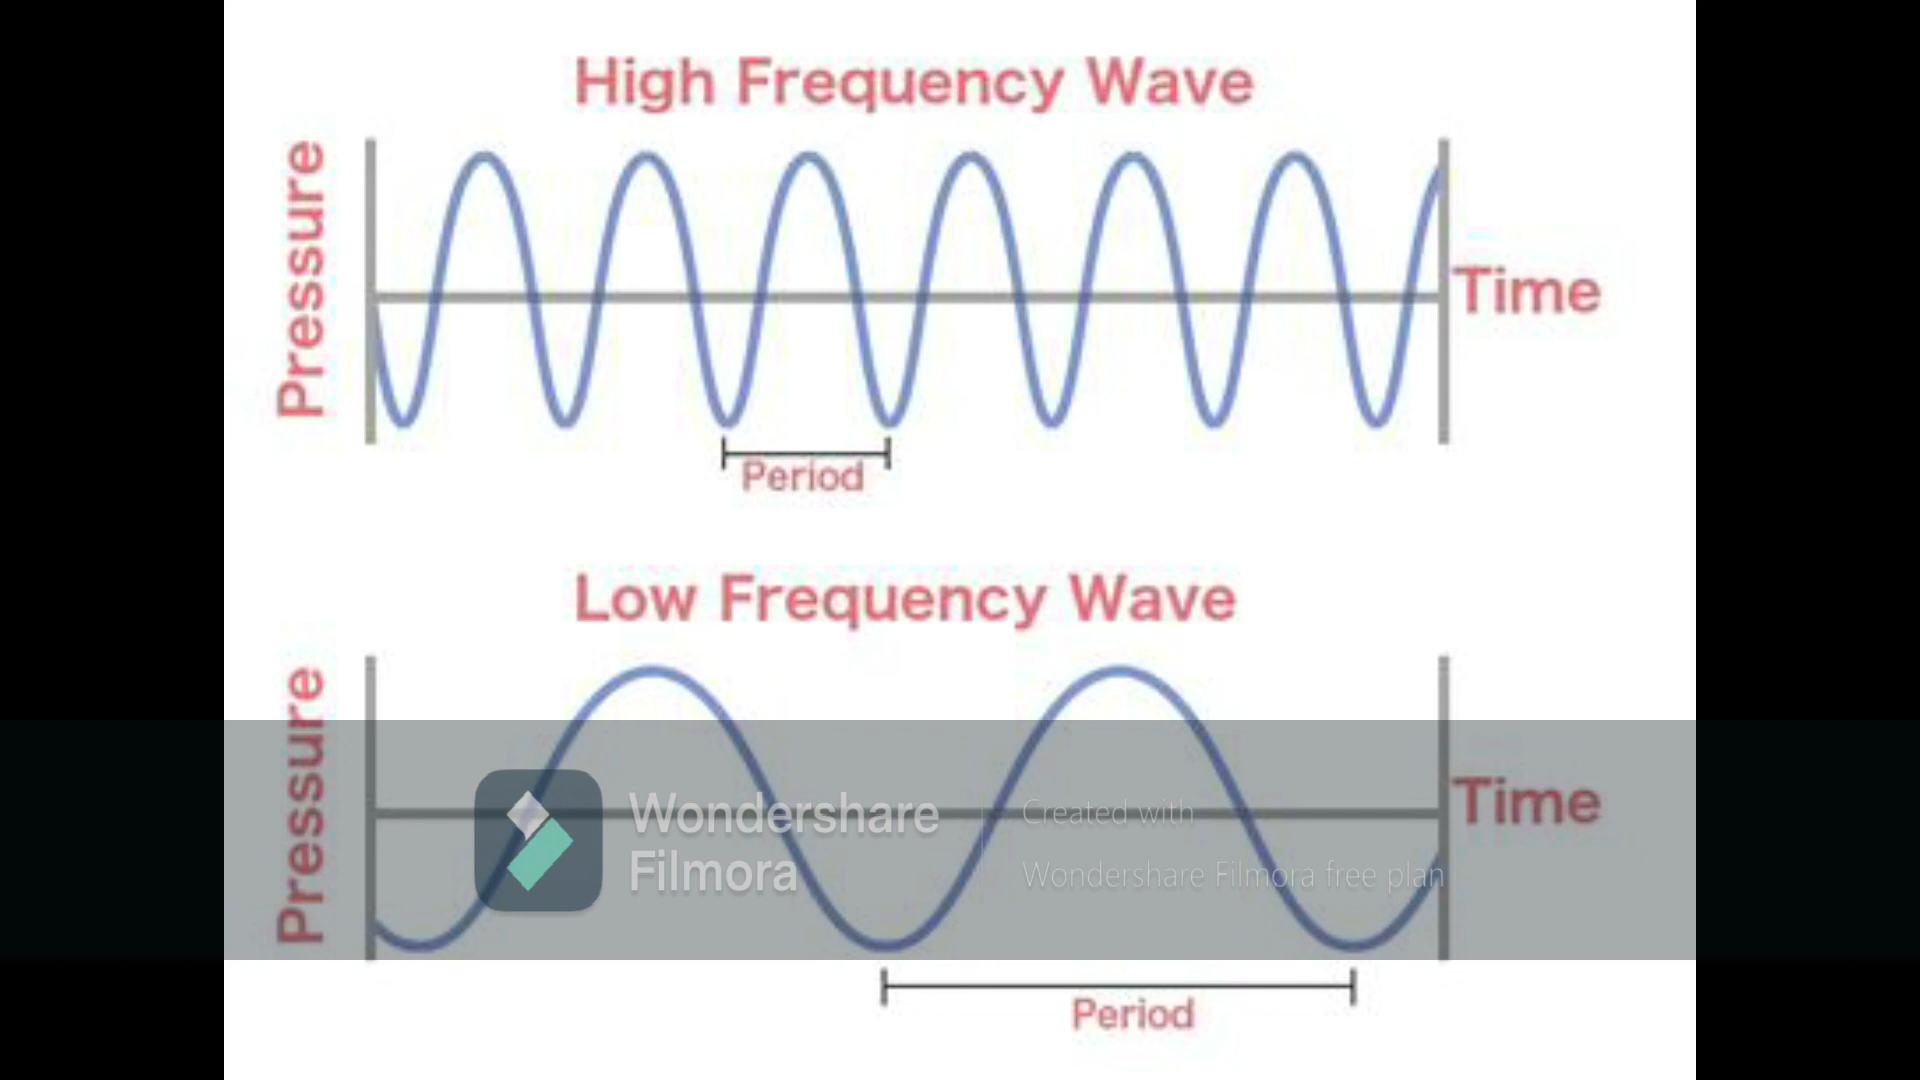 High Frequency Wave
Pressure
Time
Period
Low Frequency Wave
Pressure
Time
Wondershare
Filmora
Created with
Wondershare Filmora free plan
Period